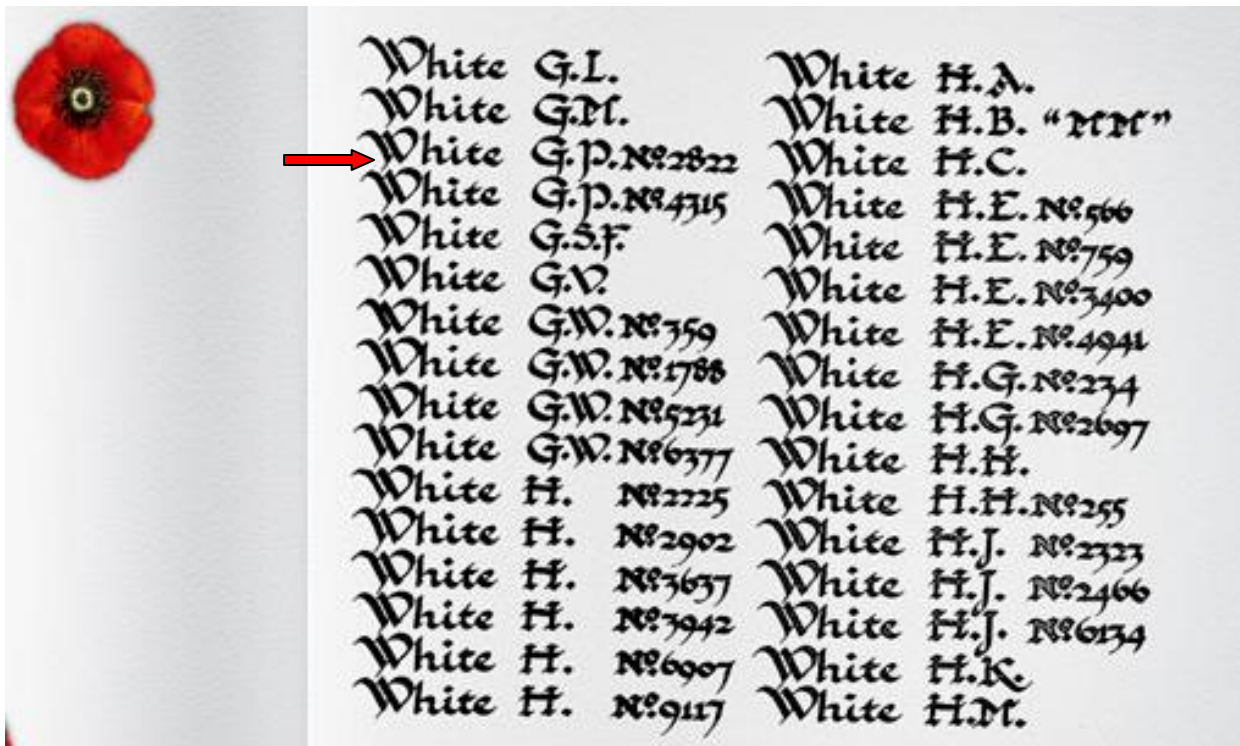 White G.L.
White G.M.
White G.P. Nº2822
White G.P. Nº4315
White G.S.F.
White G.V.
White G.W. Nº359
White G.W. Nº1788
White G.W. Nº5231
White G.W. Nº6377
White H. Nº2225
White H. Nº2902
White H. Nº3637
White H. Nº3942
White H. Nº6907
White H. Nº9117
White H.A.
White H.B. "MM"
White H.C.
White H.E. Nº566
White H.E. Nº759
White H.E. Nº3400
White H.E. Nº4941
White H.G. Nº234
White H.G. Nº2697
White H.H.
White H.H. Nº255
White H.J. Nº2323
White H.J. Nº2466
White H.J. Nº6134
White H.K.
White H.M.